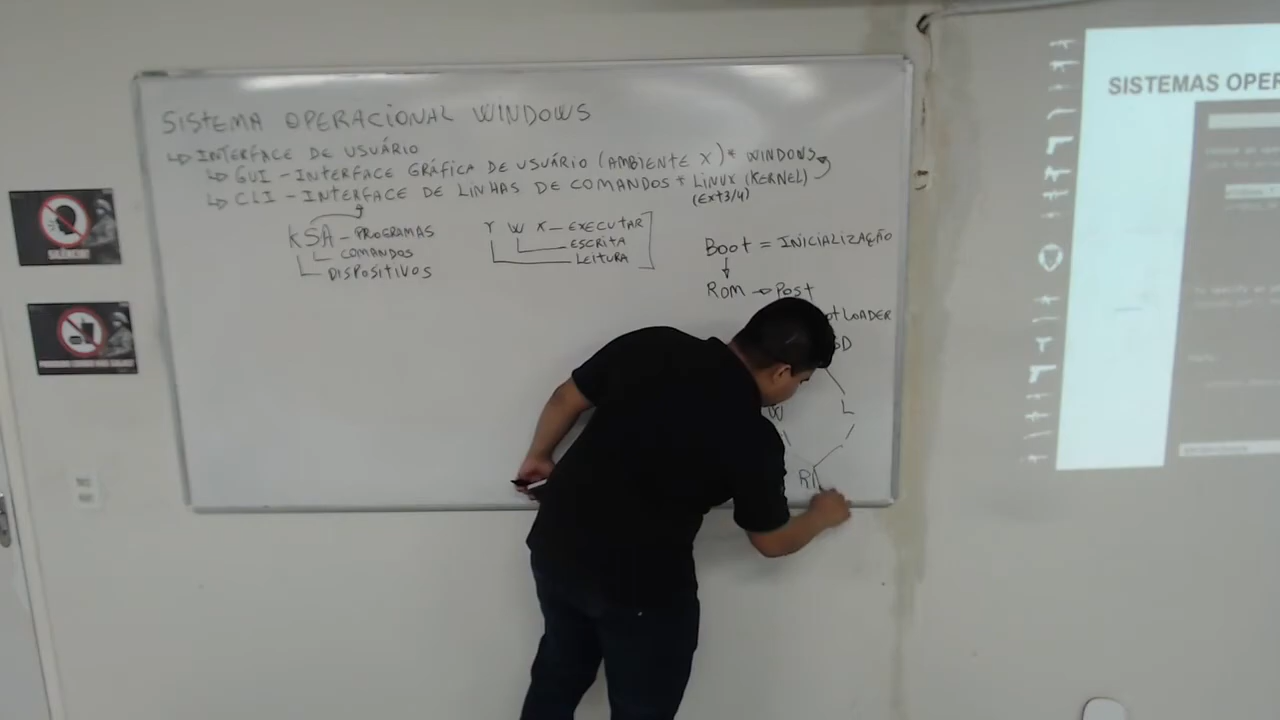 SISTEMA OPERACIONAL WINDOWS
INTERFACE DE USUÁRIO
GUI - INTERFACE GRÁFICA DE USUÁRIO (AMBIENTE X) * WINDOWS
CLI - INTERFACE DE LINHAS DE COMANDOS * LINUX (KERNEL)
(Ext3/4)
KSA - PROGRAMAS
COMANDOS
DISPOSITIVOS
r W X - EXECUTAR
ESCRITA
LEITURA
Boot = INICIALIZAÇÃO
ROM → Post
ot LOADER
W
L
SISTEMAS OPER